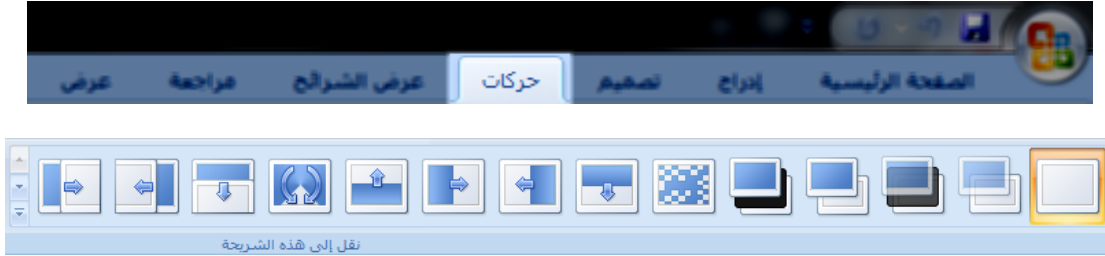 الصفحة الرئيسية إدراج تصميم حركات عرض الشرائح مراجعة عرض
نقل إلى هذه الشريحة